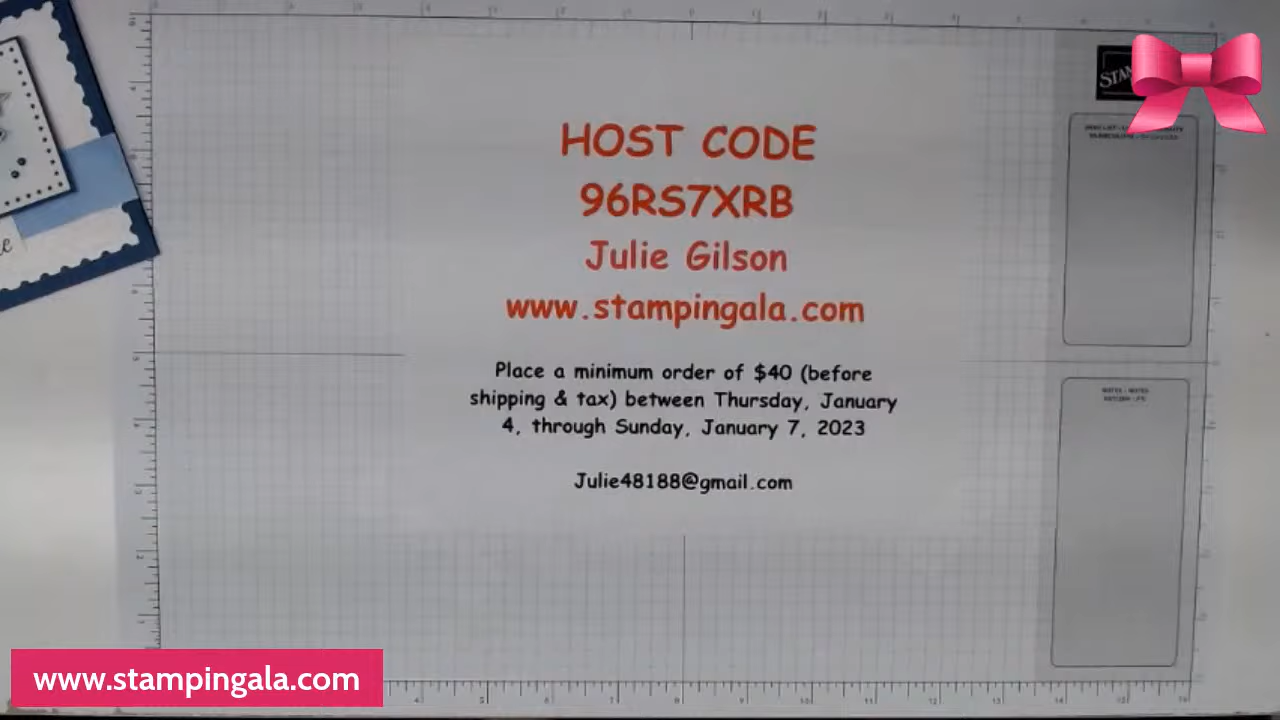 HOST CODE
96RS7XRB
Julie Gilson
www.stampingala.com
Place a minimum order of $40 (before
shipping & tax) between Thursday, January
4, through Sunday, January 7, 2023
Julie48188@gmail.com
www.stampingala.com